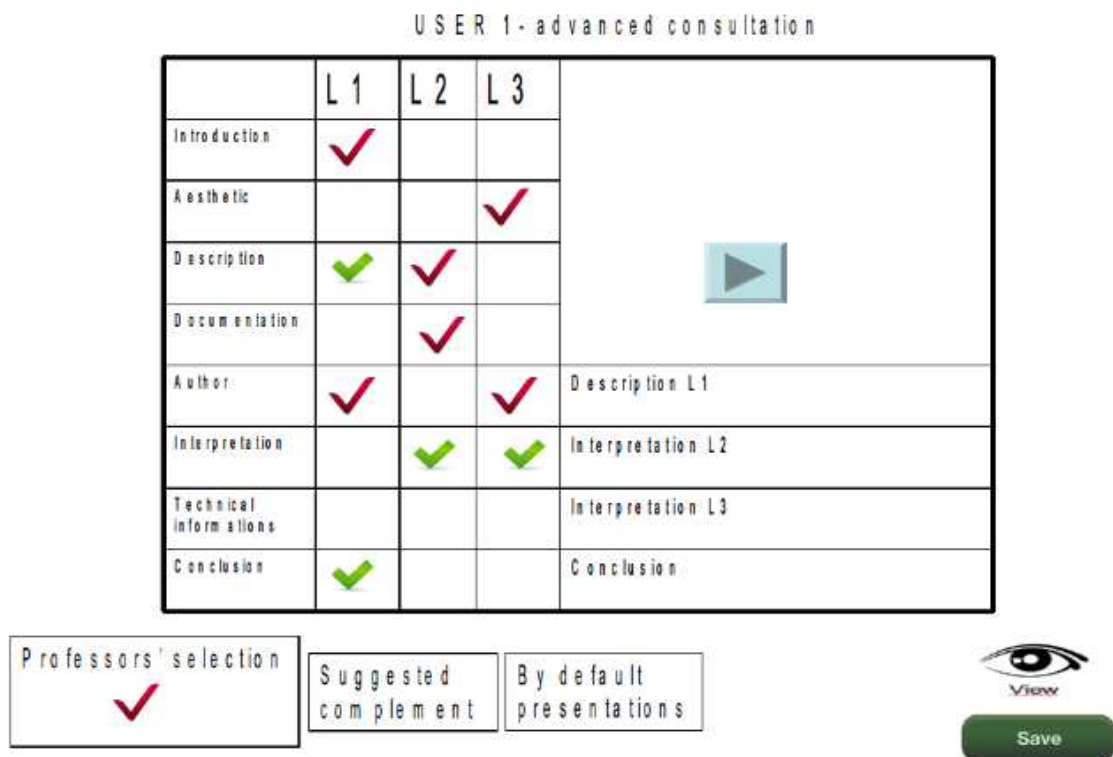 USER 1- advanced consultation
L 1 L 2 L 3
Introduction
Aesthetic
Description
Documentation
Author Description L1
Interpretation Interpretation L2
Technical Interpretation L3
informations
Conclusion Conclusion
Professors' selection
Suggested
complement
By default
presentations
View
Save